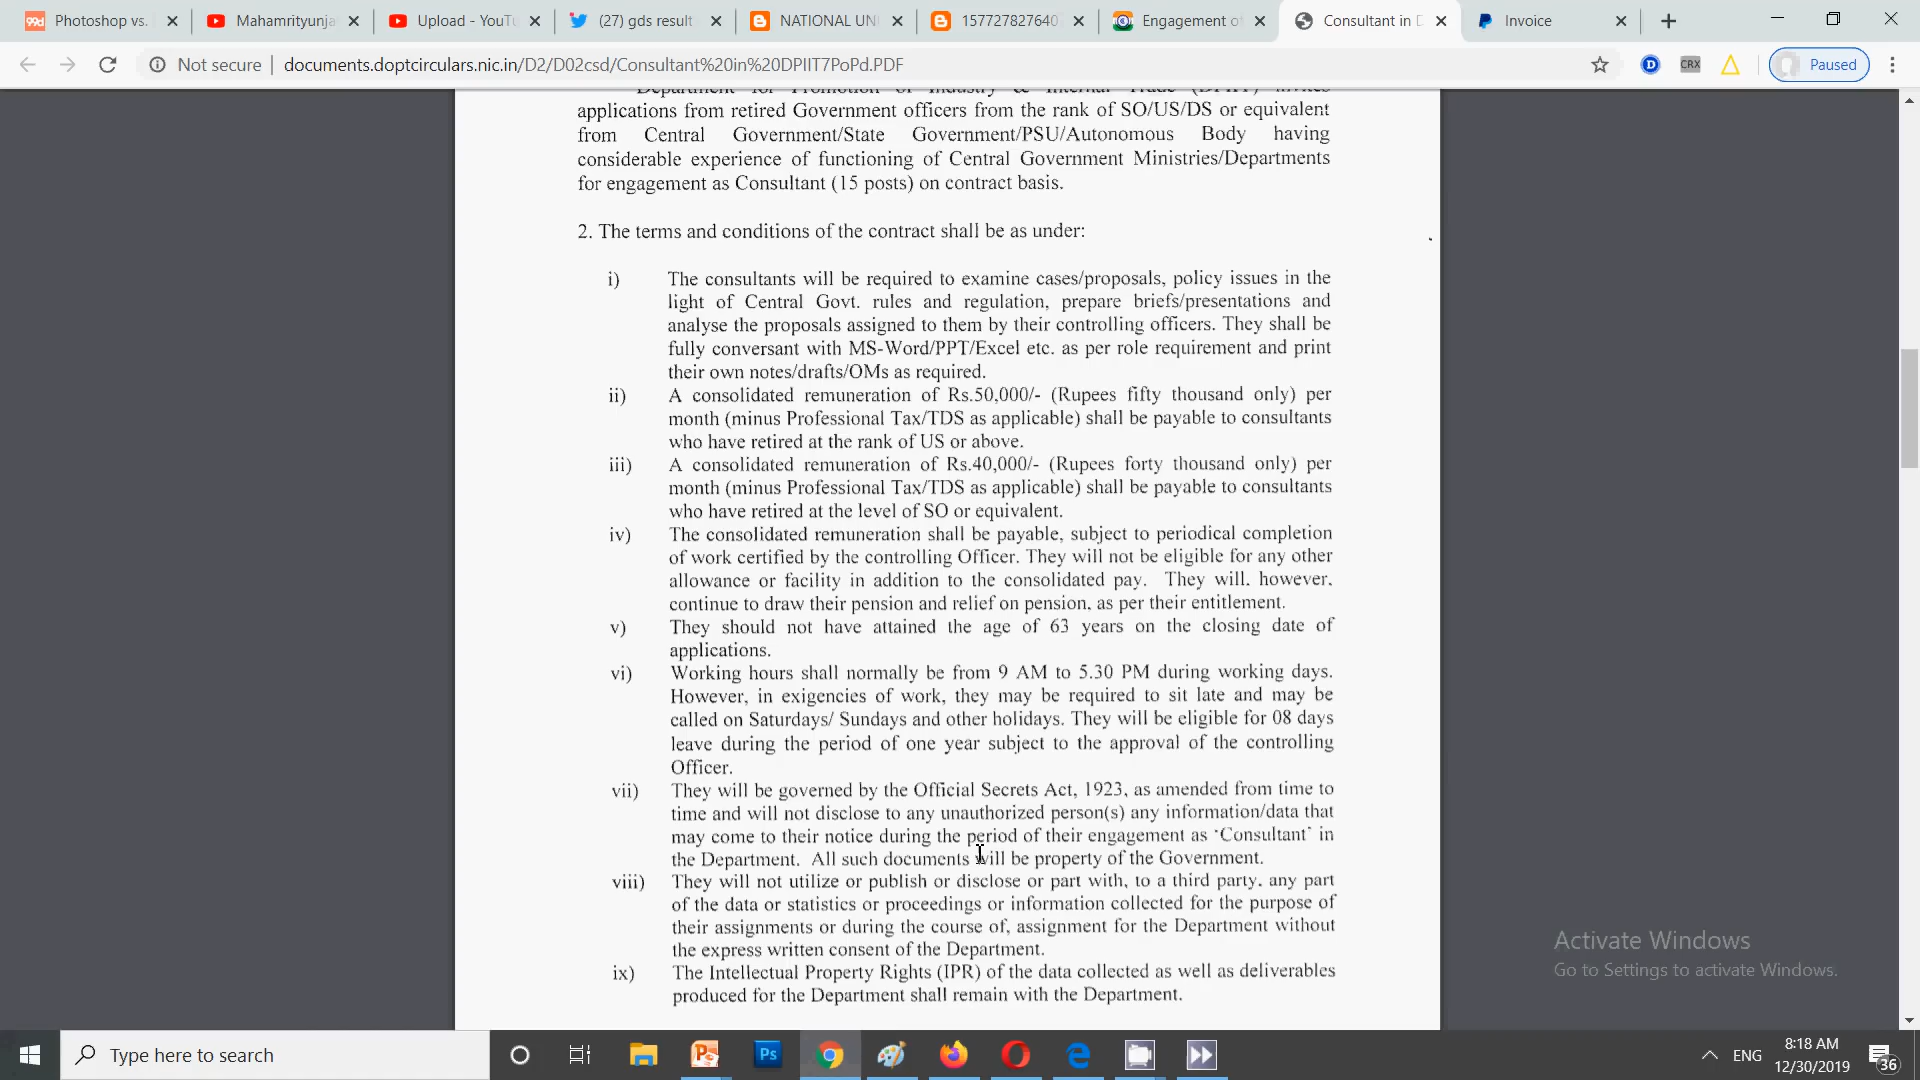 Photoshop vs.
Mahamrityunja
Upload - YouTu
(27) gds result
NATIONAL UNI
157727827640
Engagement of
Consultant in D
Invoice
Not secure
documents.doptcirculars.nic.in/D2/D02csd/Consultant%20in%20DPIIT7PoPd.PDF
CRX
Paused
Department for Promotion of Industry & Internal Trade (DPIIT) invites
applications from retired Government officers from the rank of SO/US/DS or equivalent
from Central Government/State Government/PSU/Autonomous Body having
considerable experience of functioning of Central Government Ministries/Departments
for engagement as Consultant (15 posts) on contract basis.
2. The terms and conditions of the contract shall be as under:
i) The consultants will be required to examine cases/proposals, policy issues in the
light of Central Govt. rules and regulation, prepare briefs/presentations and
analyse the proposals assigned to them by their controlling officers. They shall be
fully conversant with MS-Word/PPT/Excel etc. as per role requirement and print
their own notes/drafts/OMs as required.
ii) A consolidated remuneration of Rs.50,000/- (Rupees fifty thousand only) per
month (minus Professional Tax/TDS as applicable) shall be payable to consultants
who have retired at the rank of US or above.
iii) A consolidated remuneration of Rs.40,000/- (Rupees forty thousand only) per
month (minus Professional Tax/TDS as applicable) shall be payable to consultants
who have retired at the level of SO or equivalent.
iv) The consolidated remuneration shall be payable, subject to periodical completion
of work certified by the controlling Officer. They will not be eligible for any other
allowance or facility in addition to the consolidated pay. They will, however,
continue to draw their pension and relief on pension, as per their entitlement.
v) They should not have attained the age of 63 years on the closing date of
applications.
vi) Working hours shall normally be from 9 AM to 5.30 PM during working days.
However, in exigencies of work, they may be required to sit late and may be
called on Saturdays/ Sundays and other holidays. They will be eligible for 08 days
leave during the period of one year subject to the approval of the controlling
Officer.
vii) They will be governed by the Official Secrets Act, 1923, as amended from time to
time and will not disclose to any unauthorized person(s) any information/data that
may come to their notice during the period of their engagement as 'Consultant' in
the Department. All such documents will be property of the Government.
viii) They will not utilize or publish or disclose or part with, to a third party, any part
of the data or statistics or proceedings or information collected for the purpose of
their assignments or during the course of, assignment for the Department without
the express written consent of the Department.
ix) The Intellectual Property Rights (IPR) of the data collected as well as deliverables
produced for the Department shall remain with the Department.
Activate Windows
Go to Settings to activate Windows.
Type here to search
Ps
ENG
8:18 AM
12/30/2019
36